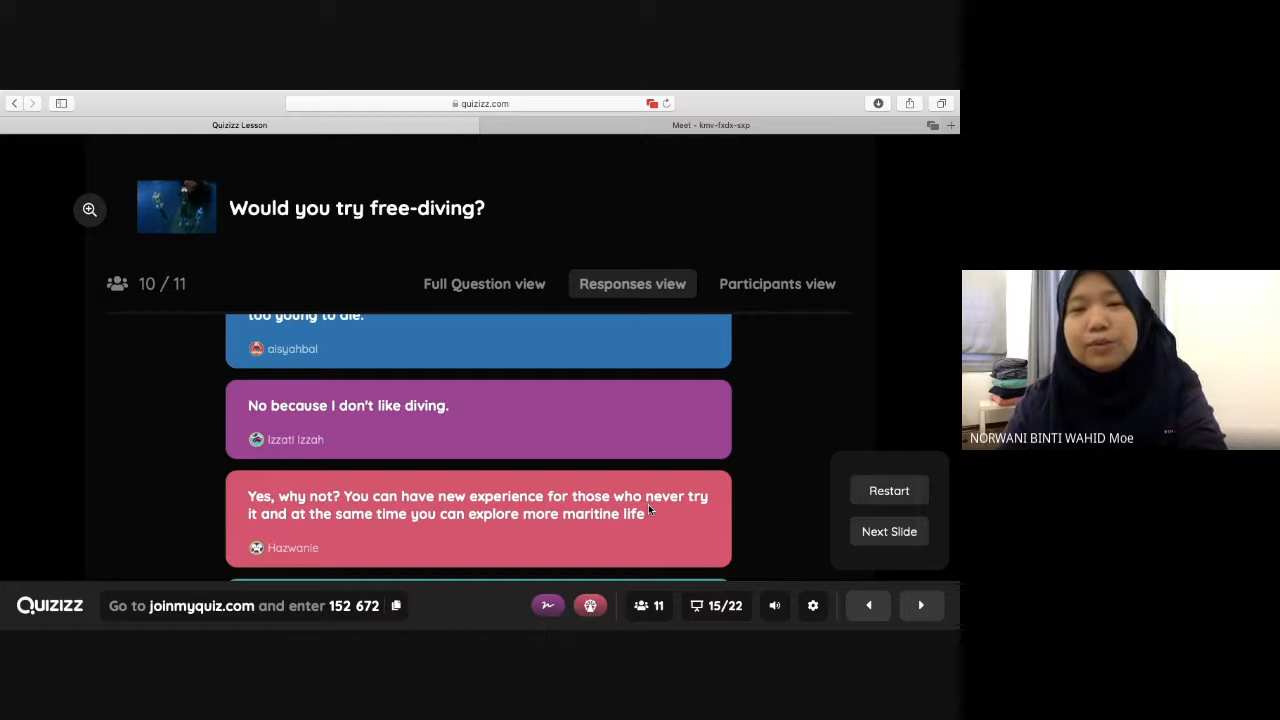 quizizz.com
Quizizz Lesson
Meet - kmv-fxdx-sxp
Would you try free-diving?
10 / 11
Full Question view
Responses view
Participants view
too young to die.
aisyahbal
No because I don't like diving.
Izzati Izzah
Yes, why not? You can have new experience for those who never try
it and at the same time you can explore more maritine life
Hazwanie
Restart
Next Slide
QUIZIZZ
Go to joinmyquiz.com and enter 152 672
11
15/22
NORWANI BINTI WAHID Moe